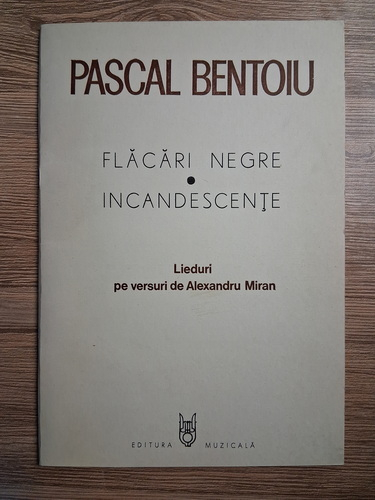 PASCAL BENTOIU
FLĂCĂRI NEGRE
•
INCANDESCENŢE
Lieduri
pe versuri de Alexandru Miran
EDITURA MUZICALĂ